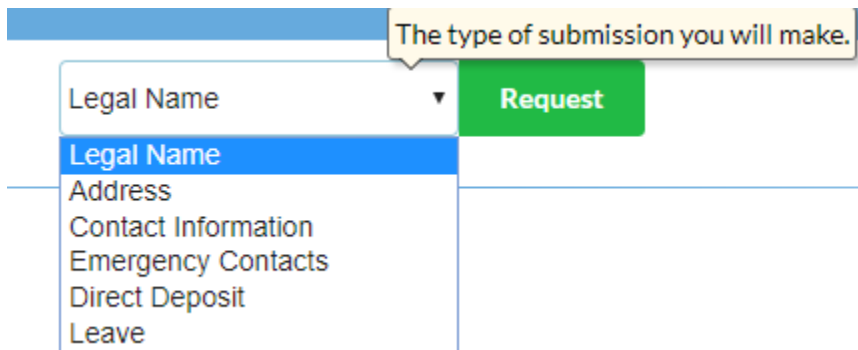 The type of submission you will make.
Legal Name
Request
Legal Name
Address
Contact Information
Emergency Contacts
Direct Deposit
Leave